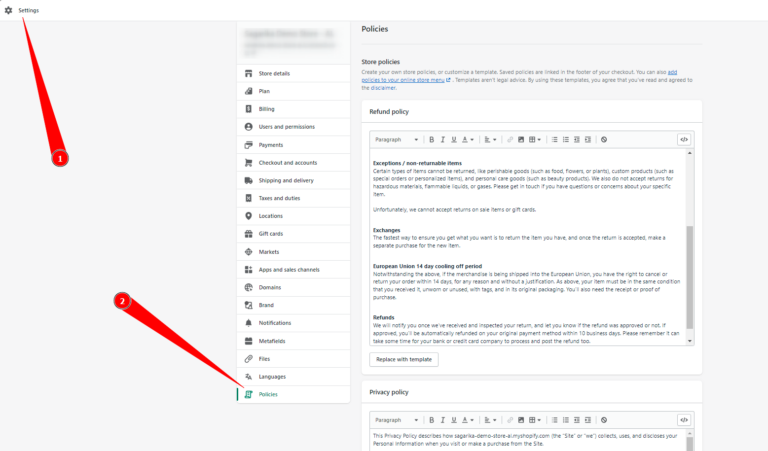 Settings
1
2
Store details
Plan
Billing
Users and permissions
Payments
Checkout and accounts
Shipping and delivery
Taxes and duties
Locations
Gift cards
Markets
Apps and sales channels
Domains
Brand
Notifications
Metafields
Files
Languages
Policies
Policies
Store policies
Create your own store policies, or customize a template. Saved policies are linked in the footer of your checkout. You can also add
policies to your online store menu. Templates aren't legal advice. By using these templates, you agree that you've read and agreed to
the disclaimer.
Refund policy
Paragraph B I U A
Exceptions / non-returnable items
Certain types of items cannot be returned, like perishable goods (such as food, flowers, or plants), custom products (such as
special orders or personalized items), and personal care goods (such as beauty products). We also do not accept returns for
hazardous materials, flammable liquids, or gases. Please get in touch if you have questions or concerns about your specific
item.
Unfortunately, we cannot accept returns on sale items or gift cards.
Exchanges
The fastest way to ensure you get what you want is to return the item you have, and once the return is accepted, make a
separate purchase for the new item.
European Union 14 day cooling off period
Notwithstanding the above, if the merchandise is being shipped into the European Union, you have the right to cancel or
return your order within 14 days, for any reason and without a justification. As above, your item must be in the same condition
that you received it, unworn or unused, with tags, and in its original packaging. You'll also need the receipt or proof of
purchase.
Refunds
We will notify you once we've received and inspected your return, and let you know if the refund was approved or not. If
approved, you'll be automatically refunded on your original payment method within 10 business days. Please remember it can
take some time for your bank or credit card company to process and post the refund too.
Replace with template
Privacy policy
Paragraph B I U A
This Privacy Policy describes how sagarika-demo-store-ai.myshopify.com (the "Site" or "we") collects, uses, and discloses your
Personal Information when you visit or make a purchase from the Site.